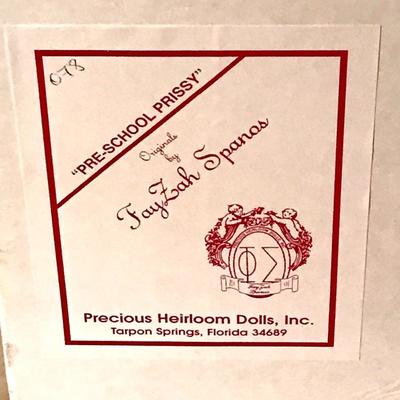 078
"PRE-SCHOOL PRISSY"
Originals
by
FayZah Spanos
ΦΣ
Precious Heirloom Dolls, Inc.
Tarpon Springs, Florida 34689